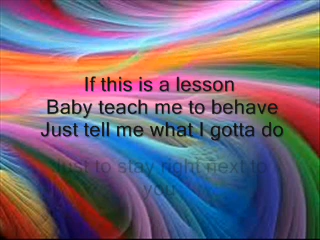 If this is a lesson
Baby teach me to behave
Just tell me what I gotta do
Just to stay right next to
you